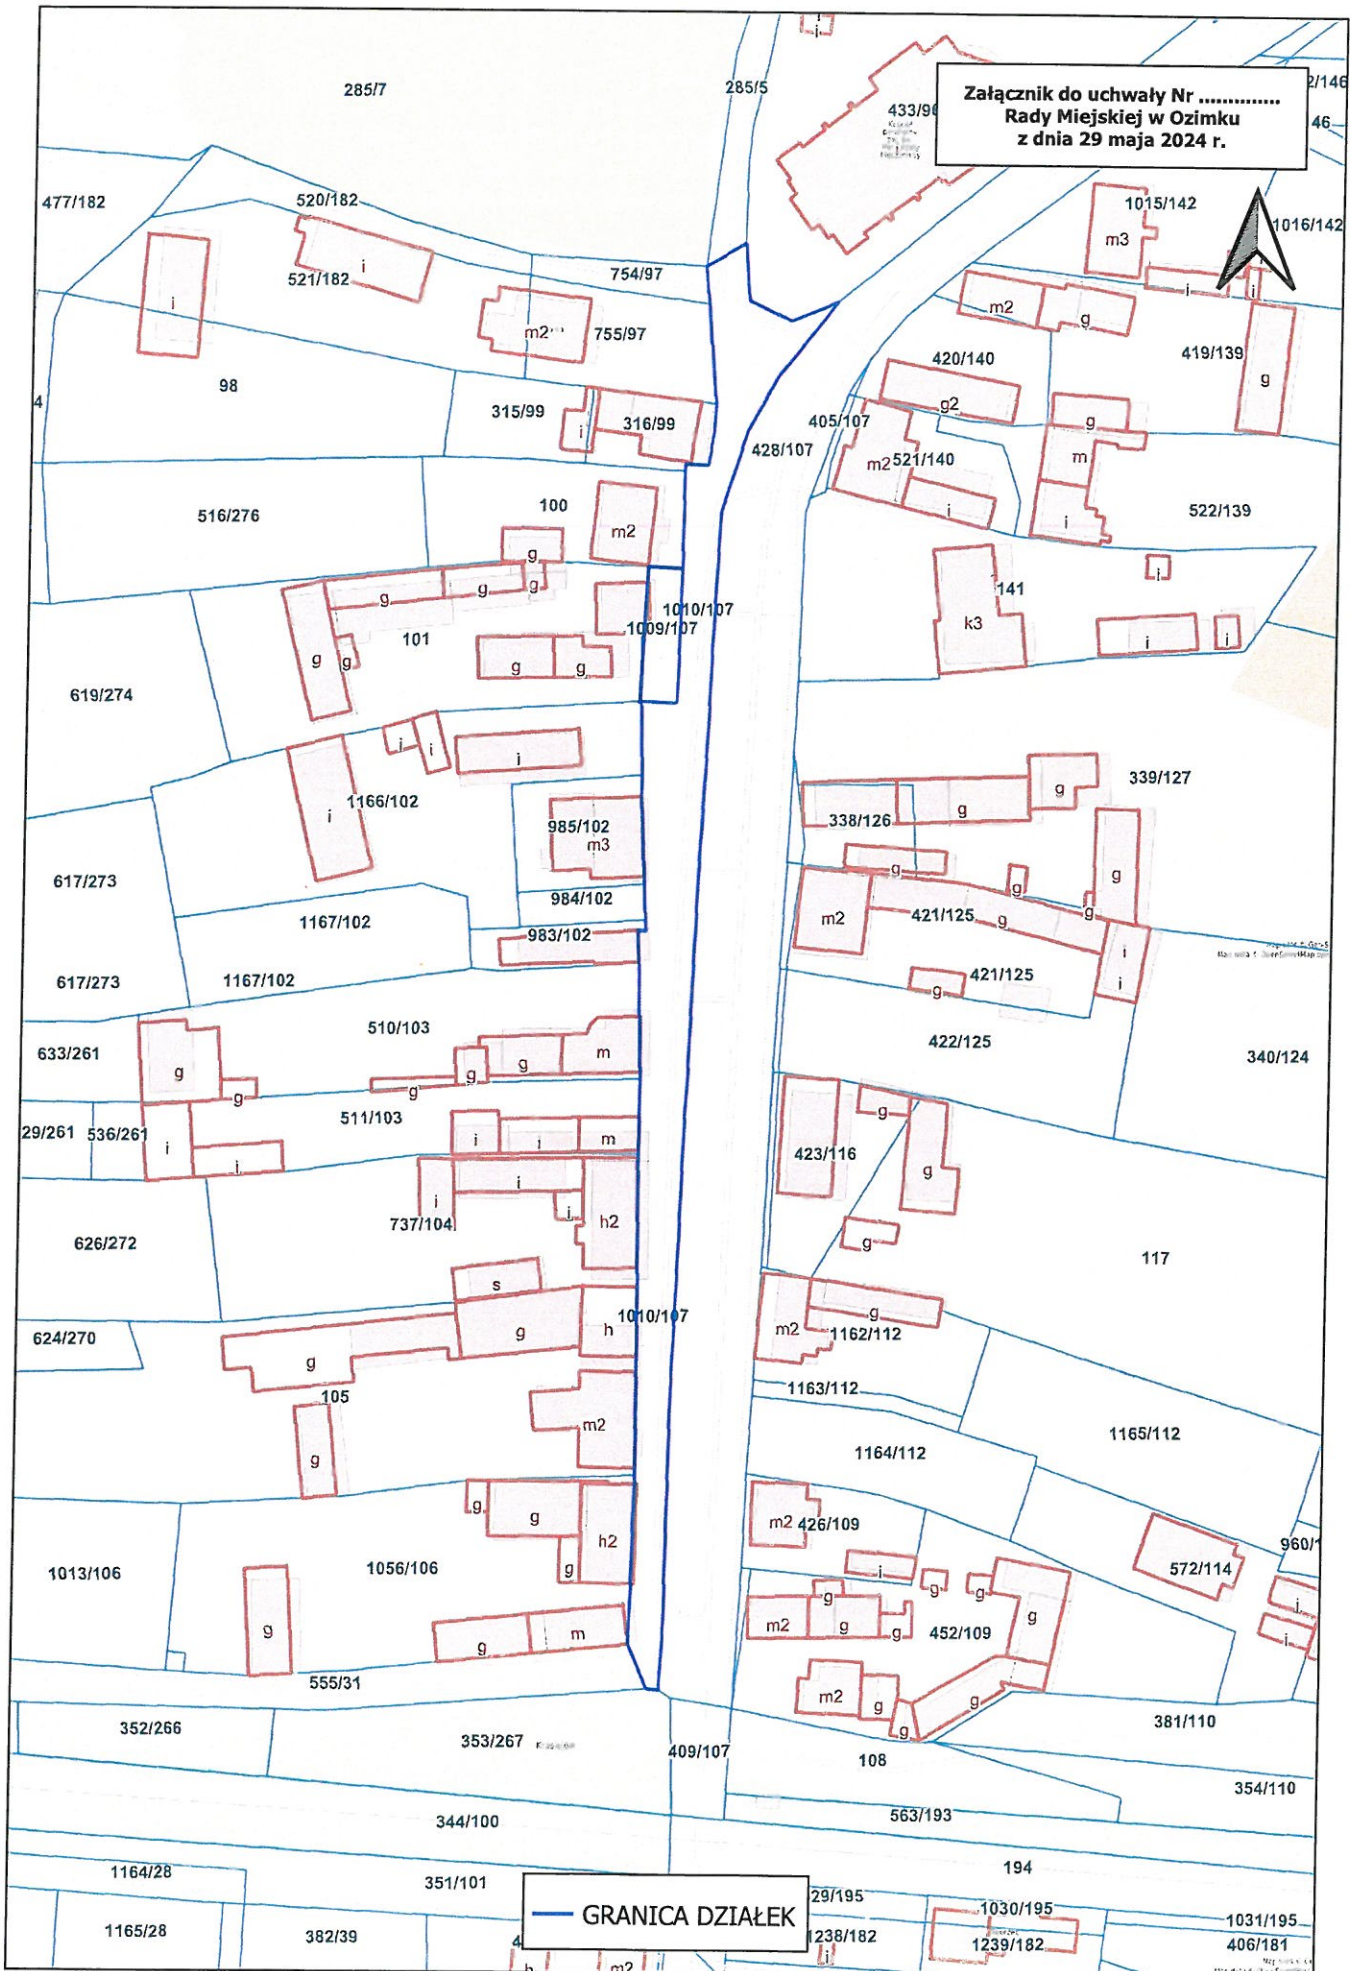 285/7
285/5
433/96
Załącznik do uchwały Nr ..............
Rady Miejskiej w Ozimku
z dnia 29 maja 2024 r.
2/146
46
i
477/182
520/182
521/182
i
i
754/97
755/97
m2
1015/142
1016/142
m3
i
i
m2
g
419/139
g
420/140
g2
98
4
315/99
316/99
i
405/107
428/107
m2
521/140
i
g
m
i
522/139
516/276
100
m2
g
g
g
g
101
g
g
g
g
1010/107
1009/107
141
k3
i
i
i
619/274
i
i
i
i
1166/102
985/102
m3
984/102
983/102
339/127
338/126
g
g
g
g
g
g
m2
421/125
g
i
i
421/125
g
617/273
1167/102
617/273
1167/102
422/125
340/124
633/261
510/103
g
g
g
g
g
m
29/261
536/261
511/103
i
i
i
i
m
423/116
g
g
g
626/272
737/104
i
i
i
h2
s
117
624/270
g
g
h
1010/107
m2
g
1162/112
1163/112
105
g
m2
1164/112
1165/112
1013/106
1056/106
g
g
g
h2
g
g
m
m2
426/109
i
572/114
960/1
i
i
m2
g
g
g
g
g
g
452/109
m2
g
g
g
555/31
352/266
353/267
409/107
108
381/110
354/110
563/193
344/100
194
1164/28
351/101
GRANICA DZIAŁEK
29/195
1030/195
1031/195
1165/28
382/39
4
h
m2
1238/182
i
1239/182
406/181